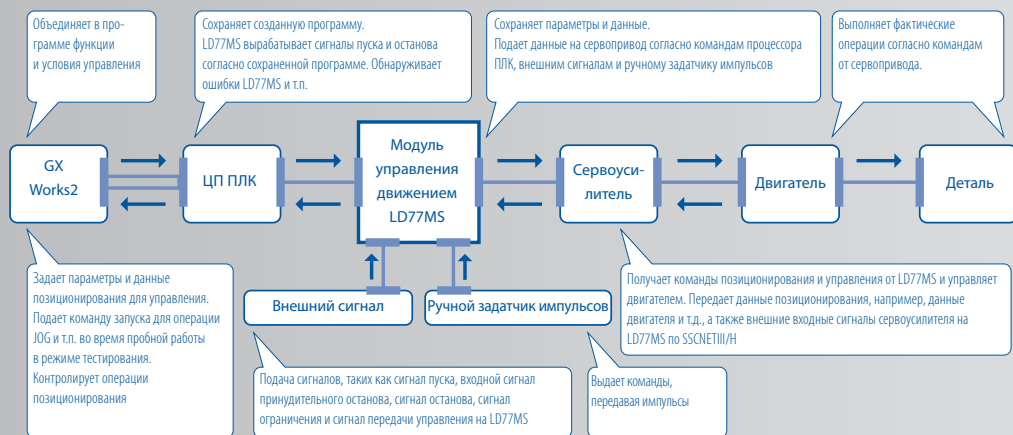 Объединяет в про-
грамме функции
и условия управления
Сохраняет созданную программу.
LD77MS вырабатывает сигналы пуска и останова
согласно сохраненной программе. Обнаруживает
ошибки LD77MS и т.п.
Сохраняет параметры и данные.
Подает данные на сервопривод согласно командам процессора
ПЛК, внешним сигналам и ручному задатчику импульсов
Выполняет фактические
операции согласно командам
от сервопривода.
GX
Works2
ЦП ПЛК
Модуль
управления
движением
LD77MS
Сервоуси-
литель
Двигатель
Деталь
Внешний сигнал
Ручной задатчик импульсов
Задает параметры и данные
позиционирования для управления.
Подает команду запуска для операции
JOG и т.п. во время пробной работы
в режиме тестирования.
Контролирует операции
позиционирования
Подача сигналов, таких как сигнал пуска, входной сигнал
принудительного останова, сигнал останова, сигнал
ограничения и сигнал передачи управления на LD77MS
Выдает команды,
передавая импульсы
Получает команды позиционирования и управления от LD77MS и управляет
двигателем. Передает данные позиционирования, например, данные
двигателя и т.д., а также внешние входные сигналы сервоусилителя на
LD77MS по SSCNETIII/H